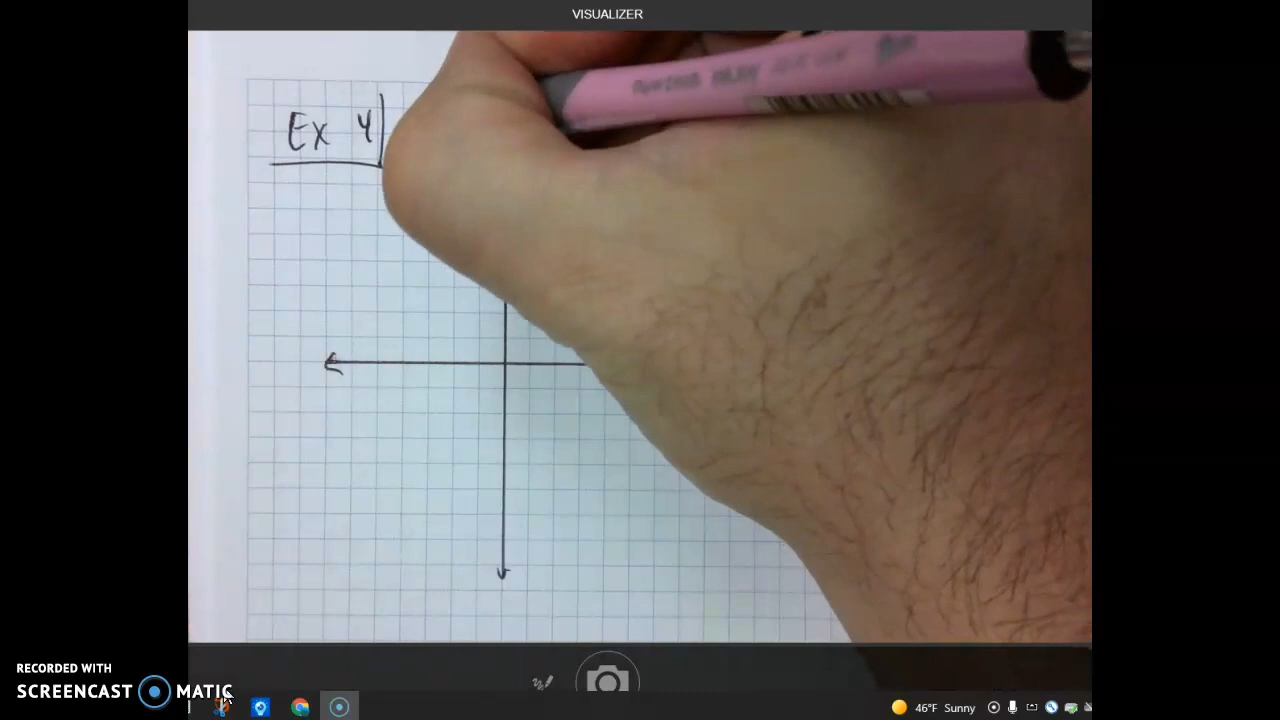 VISUALIZER
Ex 4
RECORDED WITH
SCREENCAST MATIC
46°F Sunny